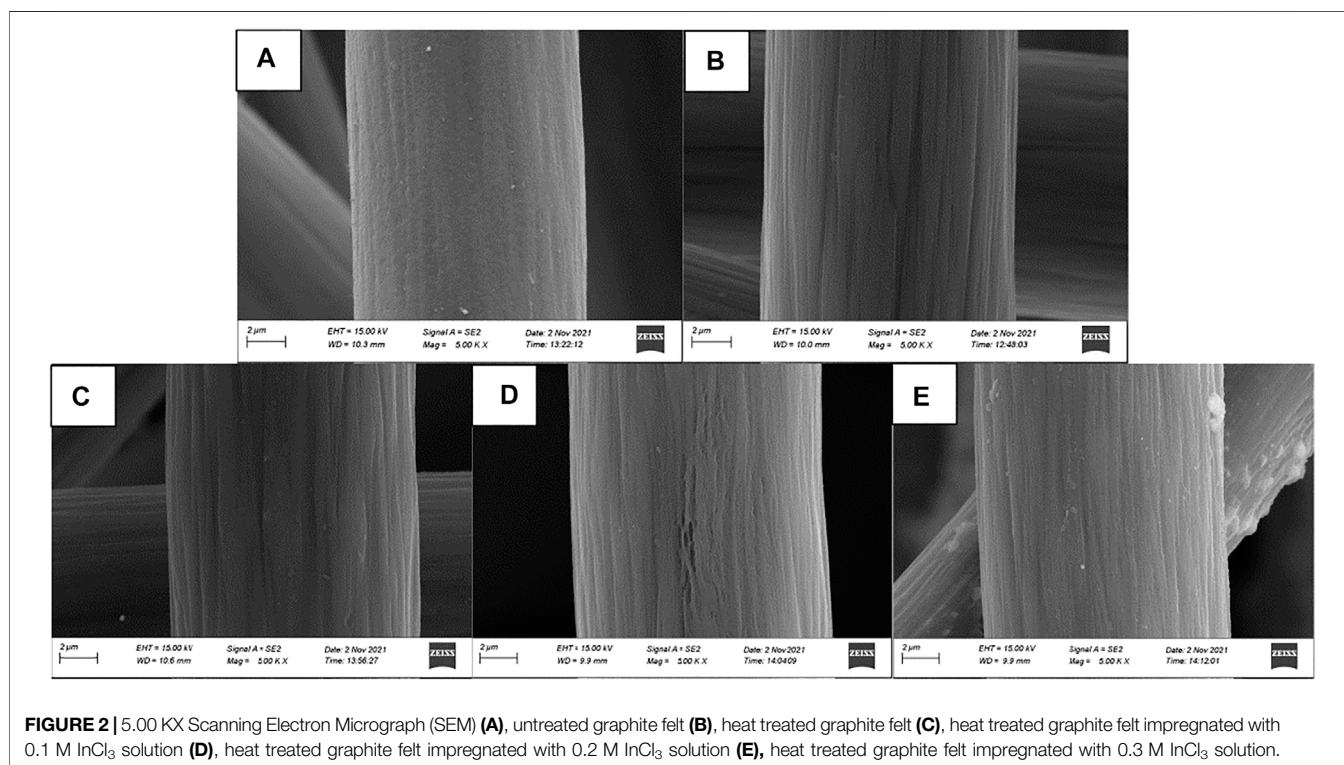 A
B
2 µm
EHT = 15.00 kV
Signal A = SE2
Date: 2 Nov 2021
WD = 10.3 mm
Mag = 5.00 K X
Time: 13:22:12
ZEISS
2 µm
EHT = 15.00 kV
Signal A = SE2
Date: 2 Nov 2021
WD = 10.0 mm
Mag = 5.00 K X
Time: 12:48:03
ZEISS
C
D
E
2 µm
EHT = 15.00 kV
Signal A = SE2
Date: 2 Nov 2021
WD = 10.6 mm
Mag = 5.00 K X
Time: 13:56:27
ZEISS
2 µm
EHT = 15.00 kV
Signal A = SE2
Date: 2 Nov 2021
WD = 9.9 mm
Mag = 5.00 K X
Time: 14:04:09
ZEISS
2 µm
EHT = 15.00 kV
Signal A = SE2
Date: 2 Nov 2021
WD = 9.9 mm
Mag = 5.00 K X
Time: 14:12:01
ZEISS
FIGURE 2 | 5.00 KX Scanning Electron Micrograph (SEM) (A), untreated graphite felt (B), heat treated graphite felt (C), heat treated graphite felt impregnated with
0.1 M InCl₃ solution (D), heat treated graphite felt impregnated with 0.2 M InCl₃ solution (E), heat treated graphite felt impregnated with 0.3 M InCl₃ solution.